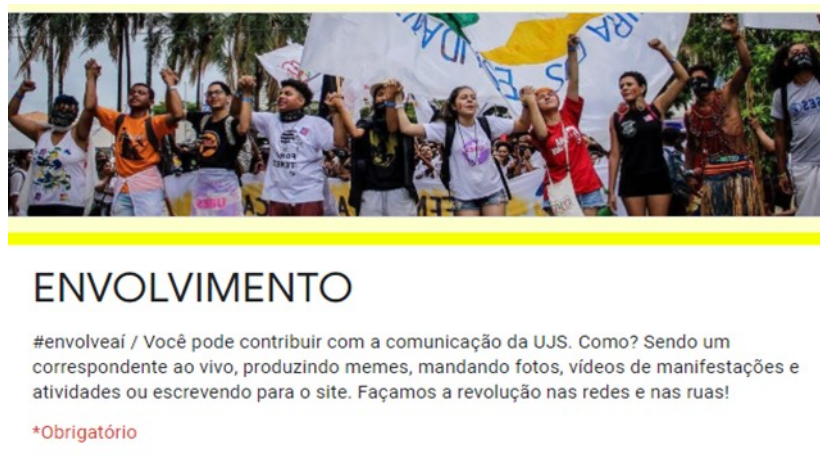 ENVOLVIMENTO
#envolveaí / Você pode contribuir com a comunicação da UJS. Como? Sendo um
correspondente ao vivo, produzindo memes, mandando fotos, vídeos de manifestações e
atividades ou escrevendo para o site. Façamos a revolução nas redes e nas ruas!
*Obrigatório